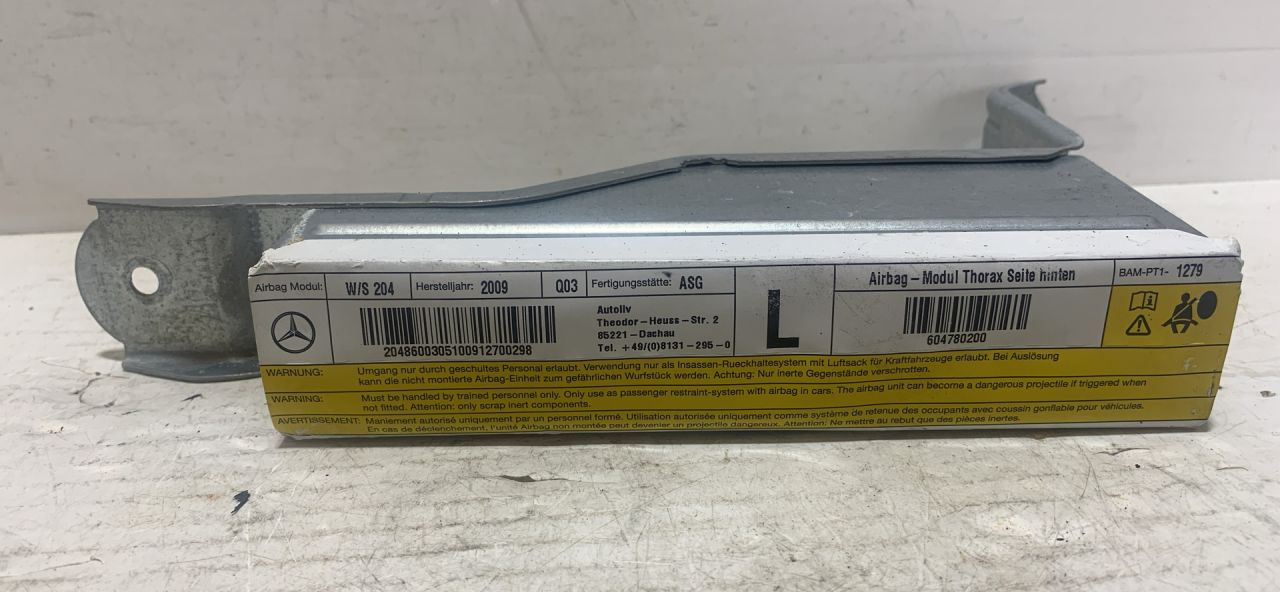 Airbag Modul: W/S 204 Herstelljahr: 2009 Q03 Fertigungsstätte: ASG
2048600305100912700298
Autoliv
Theodor-Heuss-Str. 2
85221-Dachau
Tel. +49/(0)8131-295-0
L
Airbag-Modul Thorax Seite hinten
604780200
BAM-PT1- 1279
WARNUNG: Umgang nur durch geschultes Personal erlaubt. Verwendung nur als Insassen-Rueckhaltesystem mit Luftsack für Kraftfahrzeuge erlaubt. Bei Auslösung
kann die nicht montierte Airbag-Einheit zum gefährlichen Wurfstück werden. Achtung: Nur inerte Gegenstände verschrotten.
WARNING: Must be handled by trained personnel only. Only use as passenger restraint-system with airbag in cars. The airbag unit can become a dangerous projectile if triggered when
not fitted. Attention: only scrap inert components.
AVERTISSEMENT: Maniement autorisé uniquement par un personnel formé. Utilisation autorisée uniquement comme système de retenue des occupants avec coussin gonflable pour véhicules.
En cas de déclenchement, l'unité Airbag non montée peut devenir un projectile dangereux. Attention: Ne mettre au rebut que des pièces inertes.